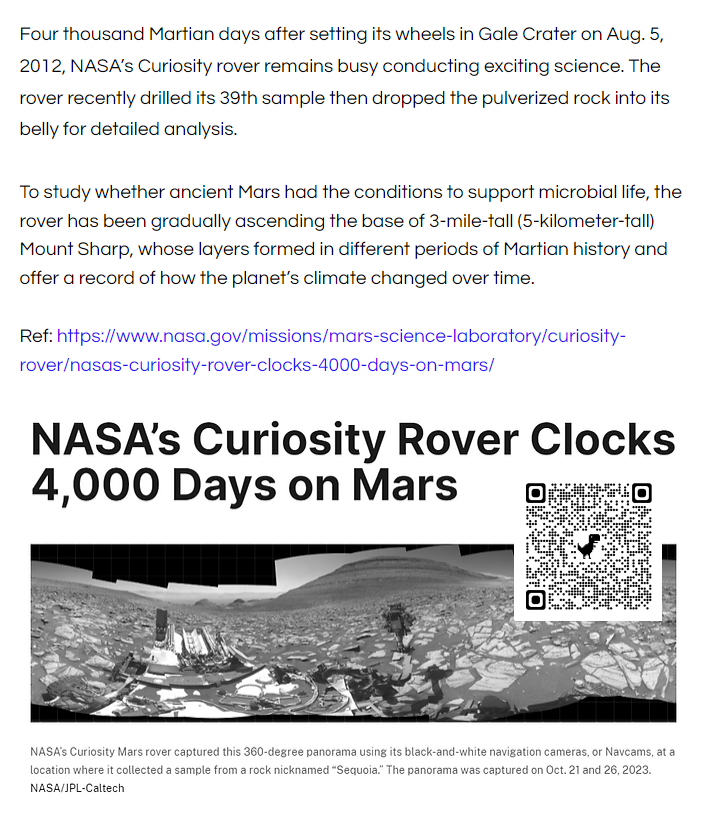 Four thousand Martian days after setting its wheels in Gale Crater on Aug. 5,
2012, NASA’s Curiosity rover remains busy conducting exciting science. The
rover recently drilled its 39th sample then dropped the pulverized rock into its
belly for detailed analysis.
To study whether ancient Mars had the conditions to support microbial life, the
rover has been gradually ascending the base of 3-mile-tall (5-kilometer-tall)
Mount Sharp, whose layers formed in different periods of Martian history and
offer a record of how the planet’s climate changed over time.
Ref: https://www.nasa.gov/missions/mars-science-laboratory/curiosity-
rover/nasas-curiosity-rover-clocks-4000-days-on-mars/
NASA’s Curiosity Rover Clocks
4,000 Days on Mars
NASA’s Curiosity Mars rover captured this 360-degree panorama using its black-and-white navigation cameras, or Navcams, at a
location where it collected a sample from a rock nicknamed “Sequoia.” The panorama was captured on Oct. 21 and 26, 2023.
NASA/JPL-Caltech